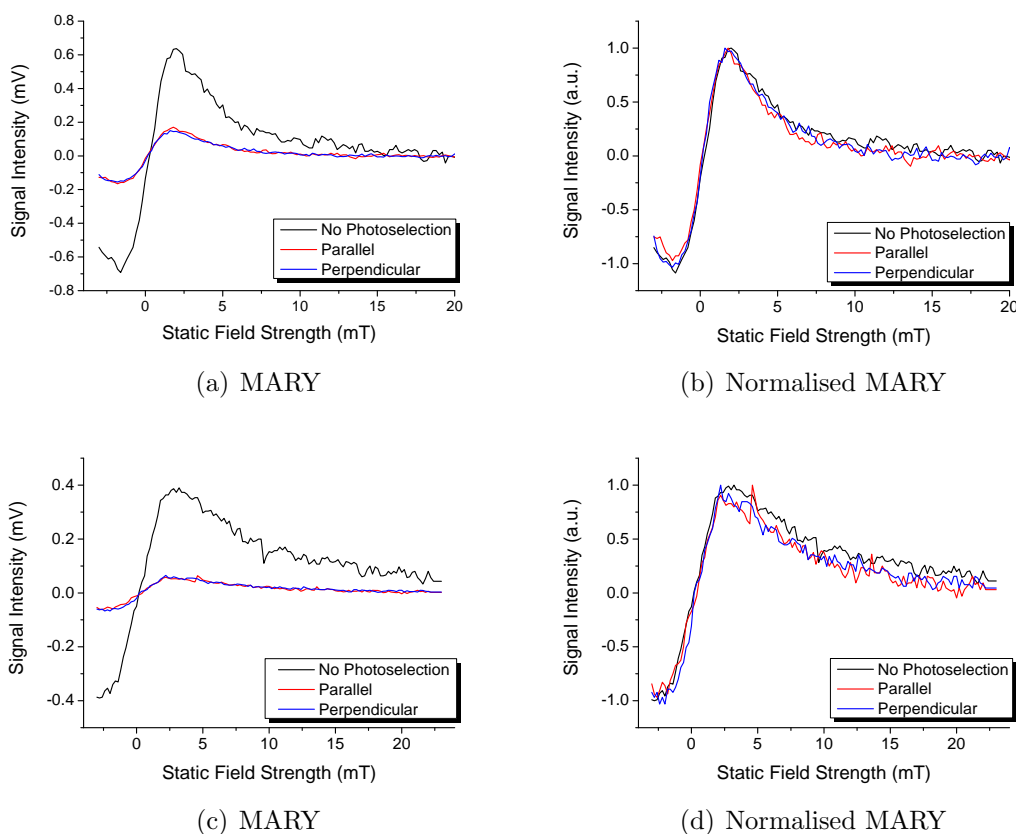 0.8
0.6
0.4
0.2
0.0
-0.2
-0.4
-0.6
-0.8
Signal Intensity (mV)
No Photoselection
Parallel
Perpendicular
0 5 10 15 20
Static Field Strength (mT)
(a) MARY
1.0
0.5
0.0
-0.5
-1.0
Signal Intensity (a.u.)
No Photoselection
Parallel
Perpendicular
0 5 10 15 20
Static Field Strength (mT)
(b) Normalised MARY
0.4
0.2
0.0
-0.2
-0.4
Signal Intensity (mV)
No Photoselection
Parallel
Perpendicular
0 5 10 15 20
Static Field Strength (mT)
(c) MARY
1.0
0.5
0.0
-0.5
-1.0
Signal Intensity (a.u.)
No Photoselection
Parallel
Perpendicular
0 5 10 15 20
Static Field Strength (mT)
(d) Normalised MARY